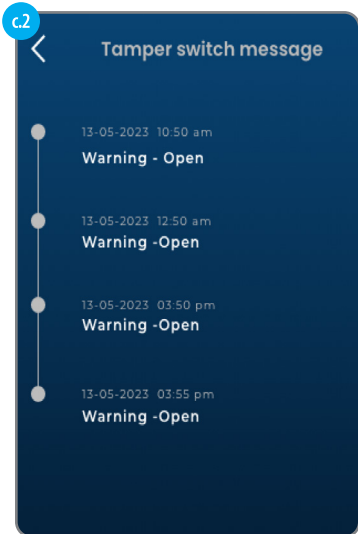 c.2
Tamper switch message
13-05-2023 10:50 am
Warning - Open
13-05-2023 12:50 am
Warning -Open
13-05-2023 03:50 pm
Warning -Open
13-05-2023 03:55 pm
Warning -Open